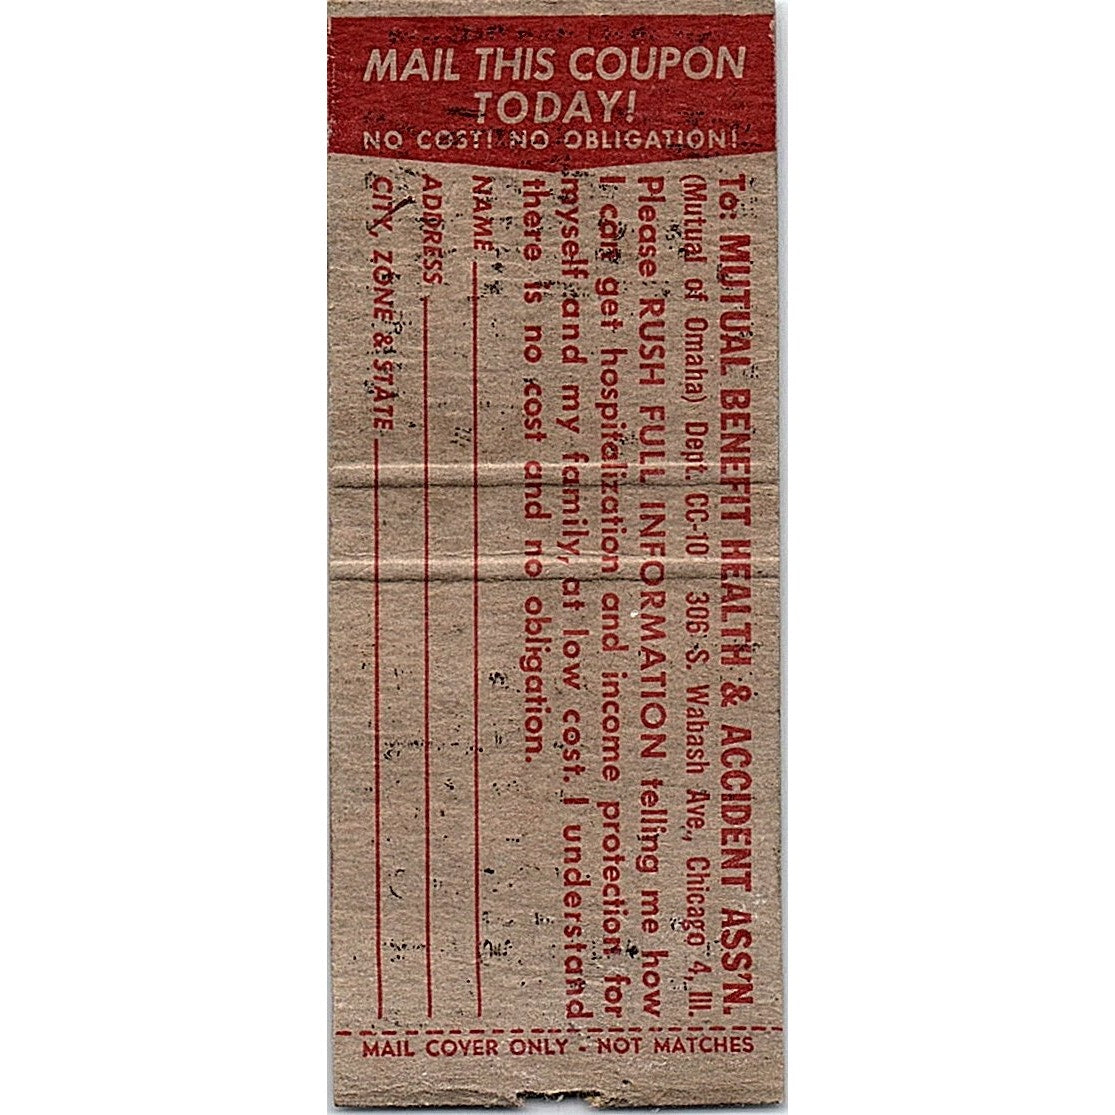 MAIL THIS COUPON
TODAY!
NO COST! NO OBLIGATION!
To: MUTUAL BENEFIT HEALTH & ACCIDENT ASS'N.
(Mutual of Omaha) Dept. CC-10 306 S. Wabash Ave., Chicago 4, Ill.
Please RUSH FULL INFORMATION telling me how
I can get hospitalization and income protection for
myself and my family, at low cost. I understand
there is no cost and no obligation.
NAME
ADDRESS
CITY, ZONE & STATE
MAIL COVER ONLY - NOT MATCHES